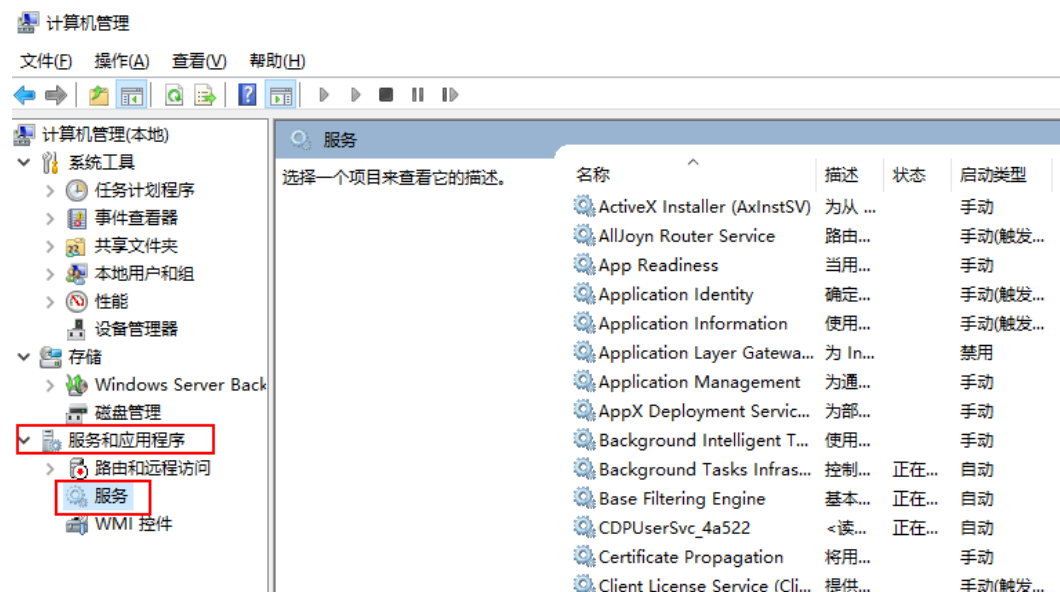 计算机管理
文件(F) 操作(A) 查看(V) 帮助(H)
计算机管理(本地)
系统工具
任务计划程序
事件查看器
共享文件夹
本地用户和组
性能
设备管理器
存储
Windows Server Back
磁盘管理
服务和应用程序
路由和远程访问
服务
WMI 控件
服务
选择一个项目来查看它的描述。
名称 描述 状态 启动类型
ActiveX Installer (AxInstSV) 为从 ... 手动
AllJoyn Router Service 路由... 手动(触发...
App Readiness 当用... 手动
Application Identity 确定... 手动(触发...
Application Information 使用... 手动(触发...
Application Layer Gatewa... 为 In... 禁用
Application Management 为通... 手动
AppX Deployment Servic... 为部... 手动
Background Intelligent T... 使用... 手动
Background Tasks Infras... 控制... 正在... 自动
Base Filtering Engine 基本... 正在... 自动
CDPUserSvc_4a522 <读... 正在... 自动
Certificate Propagation 将用... 手动
Client License Service (Cli... 提供... 手动(触发...